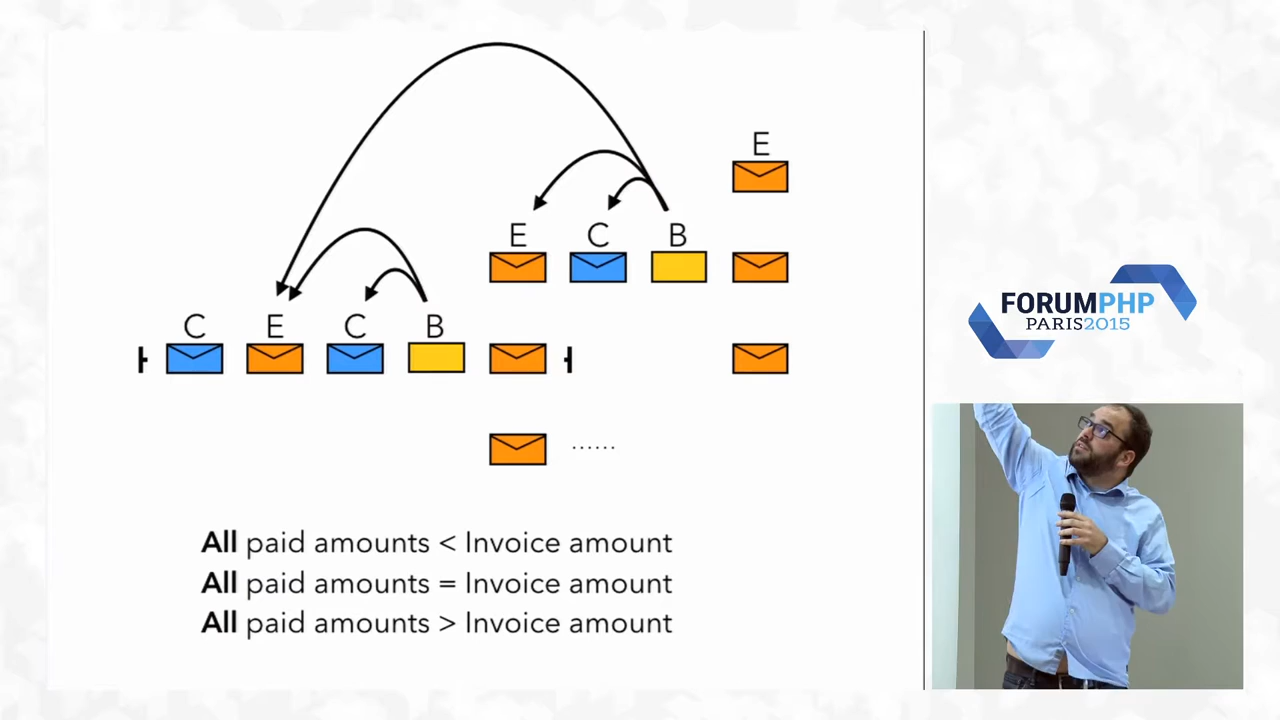 E
E C B
C E C B
......
All paid amounts < Invoice amount
All paid amounts = Invoice amount
All paid amounts > Invoice amount
FORUMPHP
PARIS2015